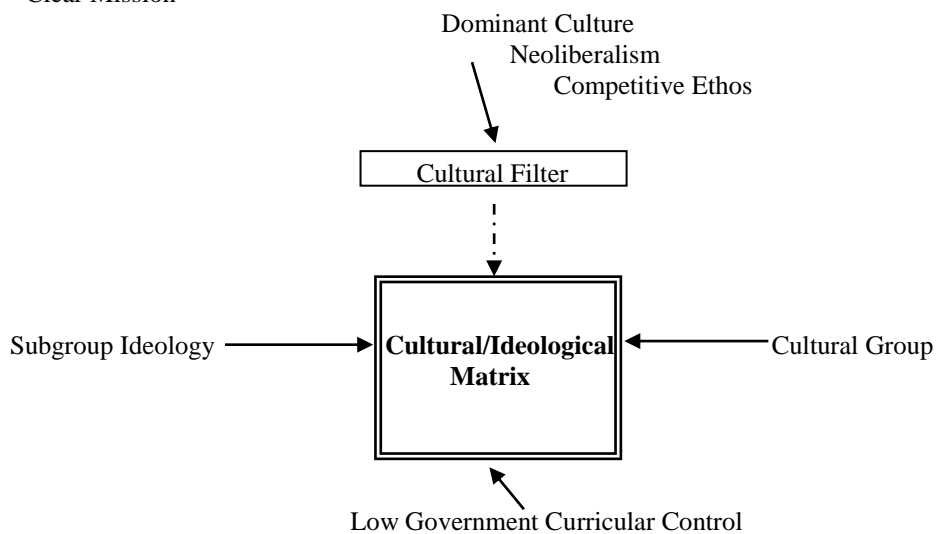 Clear Mission
Dominant Culture
Neoliberalism
Competitive Ethos
Cultural Filter
Subgroup Ideology
Cultural/Ideological
Matrix
Cultural Group
Low Government Curricular Control